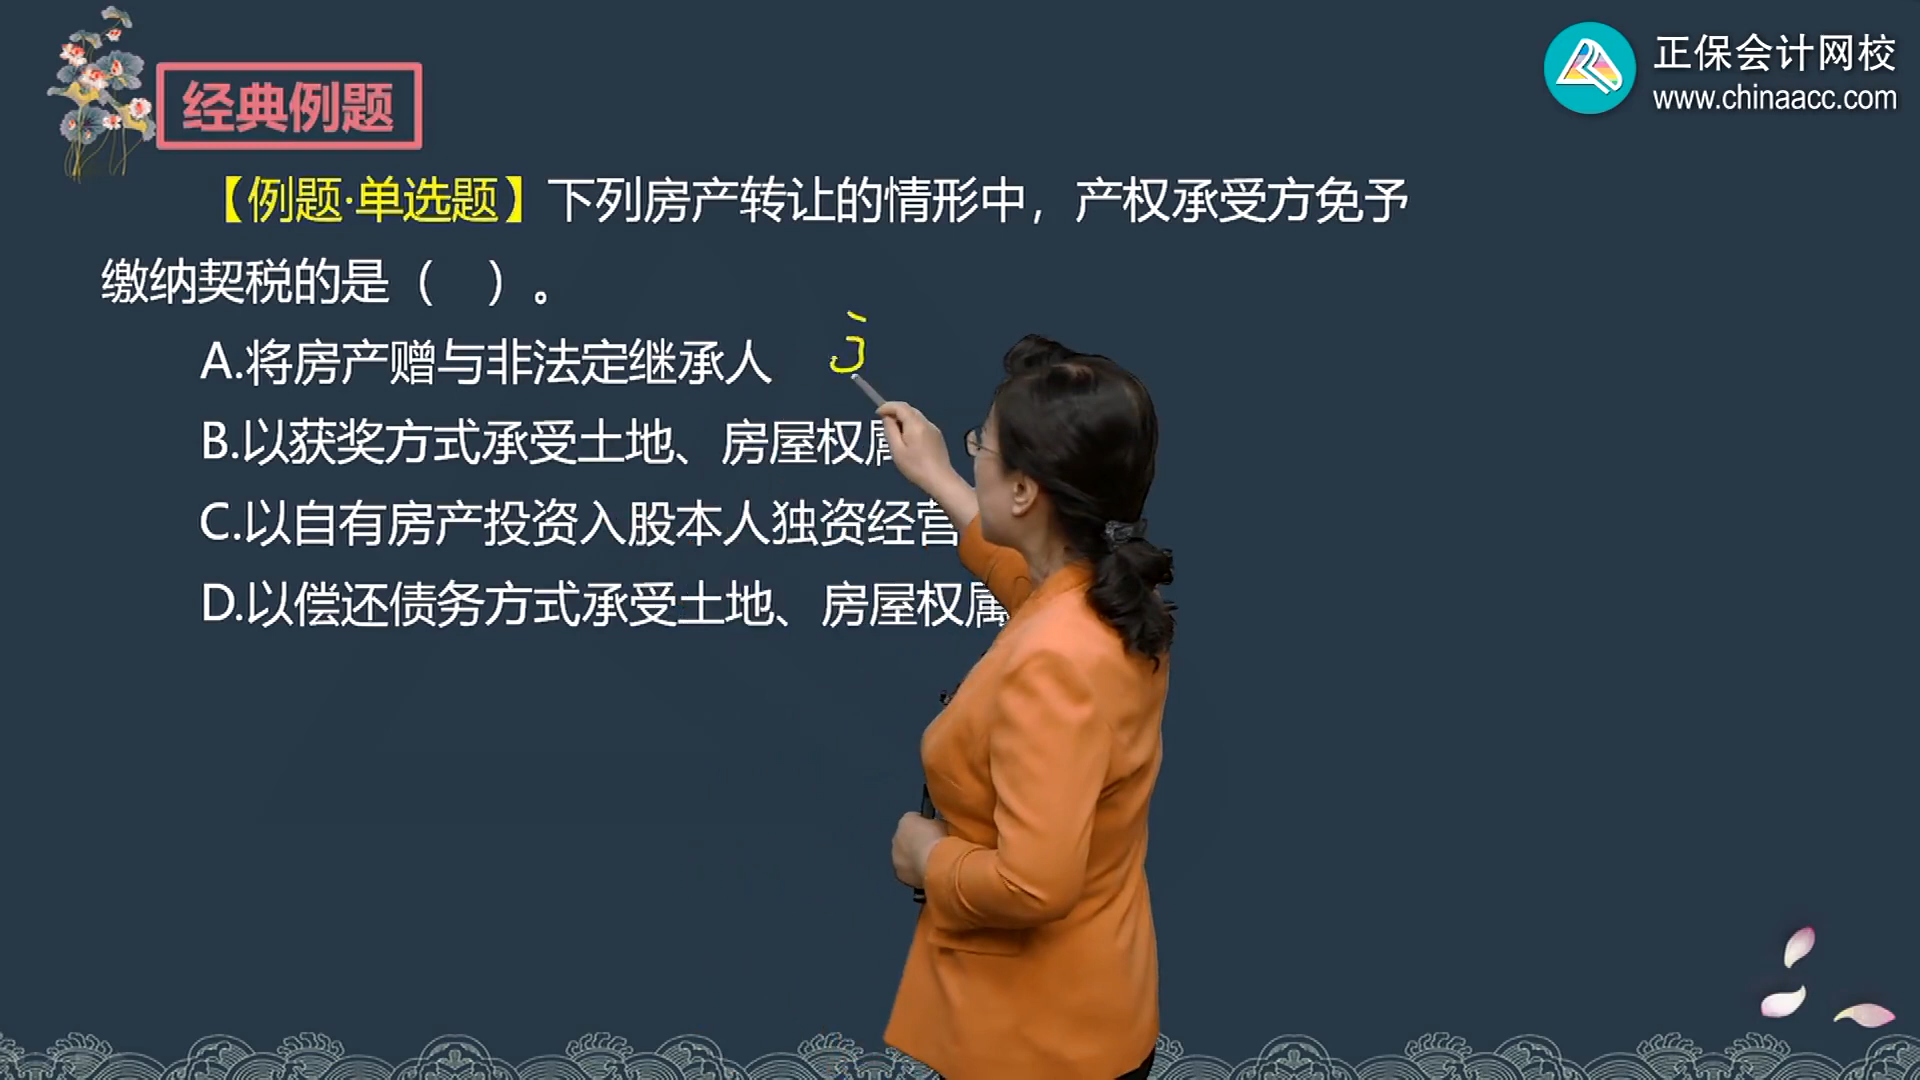 正保会计网校
www.chinaacc.com
经典例题
【例题·单选题】下列房产转让的情形中，产权承受方免予
缴纳契税的是（ ）。
A.将房产赠与非法定继承人
B.以获奖方式承受土地、房屋权属
C.以自有房产投资入股本人独资经营
D.以偿还债务方式承受土地、房屋权属